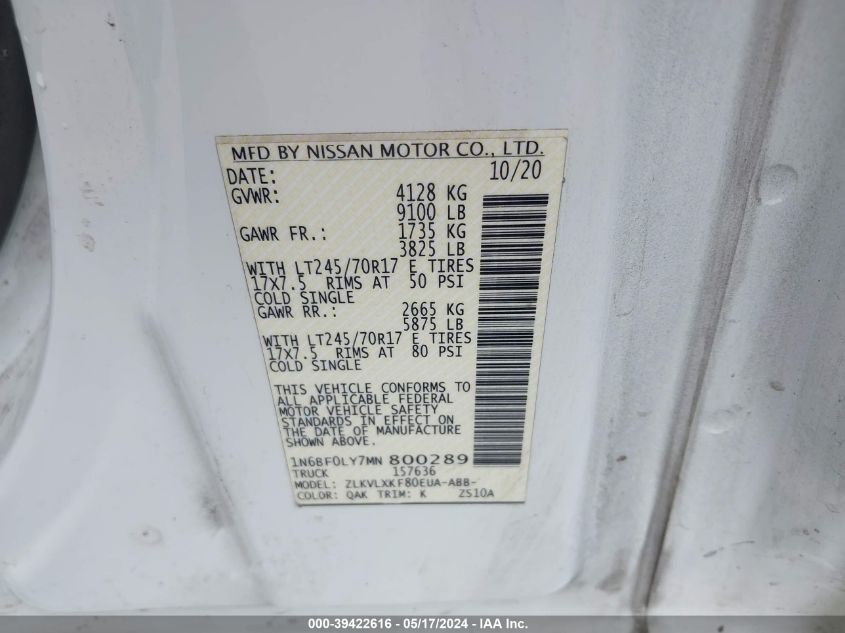 MFD BY NISSAN MOTOR CO., LTD.
DATE: 10/20
GVWR: 4128 KG
9100 LB
GAWR FR.: 1735 KG
3825 LB
WITH LT245/70R17 E TIRES
17X7.5 RIMS AT 50 PSI
COLD SINGLE
GAWR RR.: 2665 KG
5875 LB
WITH LT245/70R17 E TIRES
17X7.5 RIMS AT 80 PSI
COLD SINGLE
THIS VEHICLE CONFORMS TO
ALL APPLICABLE FEDERAL
MOTOR VEHICLE SAFETY
STANDARDS IN EFFECT ON
THE DATE OF MANUFACTURE
SHOWN ABOVE.
1N6BF0LY7MN 800289
TRUCK 157636
MODEL: ZLKVLXKF80EUA-ABB-
COLOR: QAK TRIM: K ZS10A
000-39422616 - 05/17/2024 - IAA Inc.